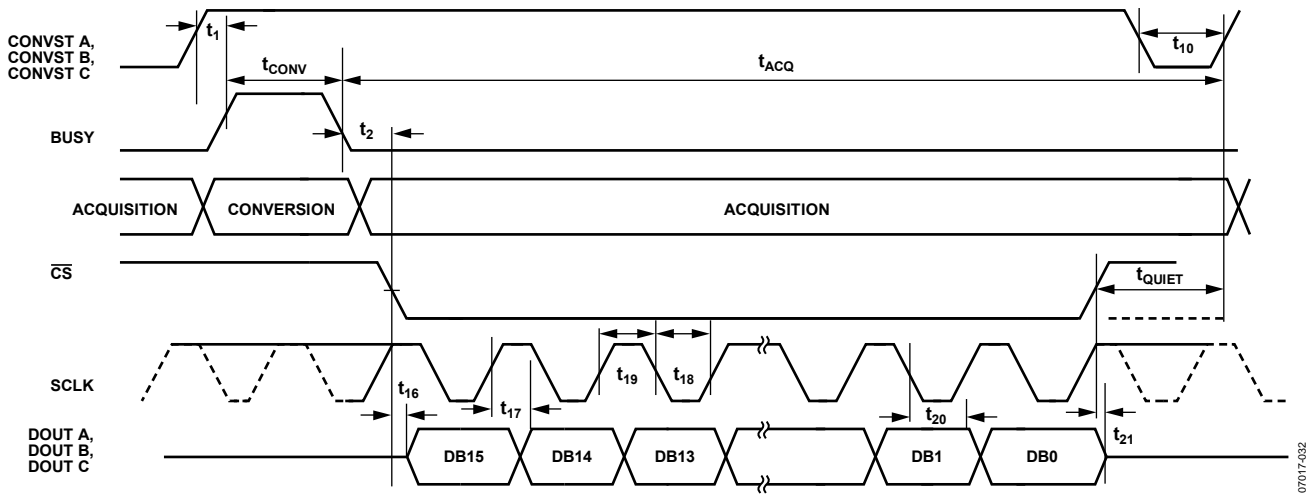 CONVST A,
CONVST B,
CONVST C
t1
tCONV
tACQ
t10
BUSY
t2
ACQUISITION
CONVERSION
ACQUISITION
CS
tQUIET
SCLK
t16
t17
t19
t18
t20
t21
DOUT A,
DOUT B,
DOUT C
DB15
DB14
DB13
DB1
DB0
07017-032